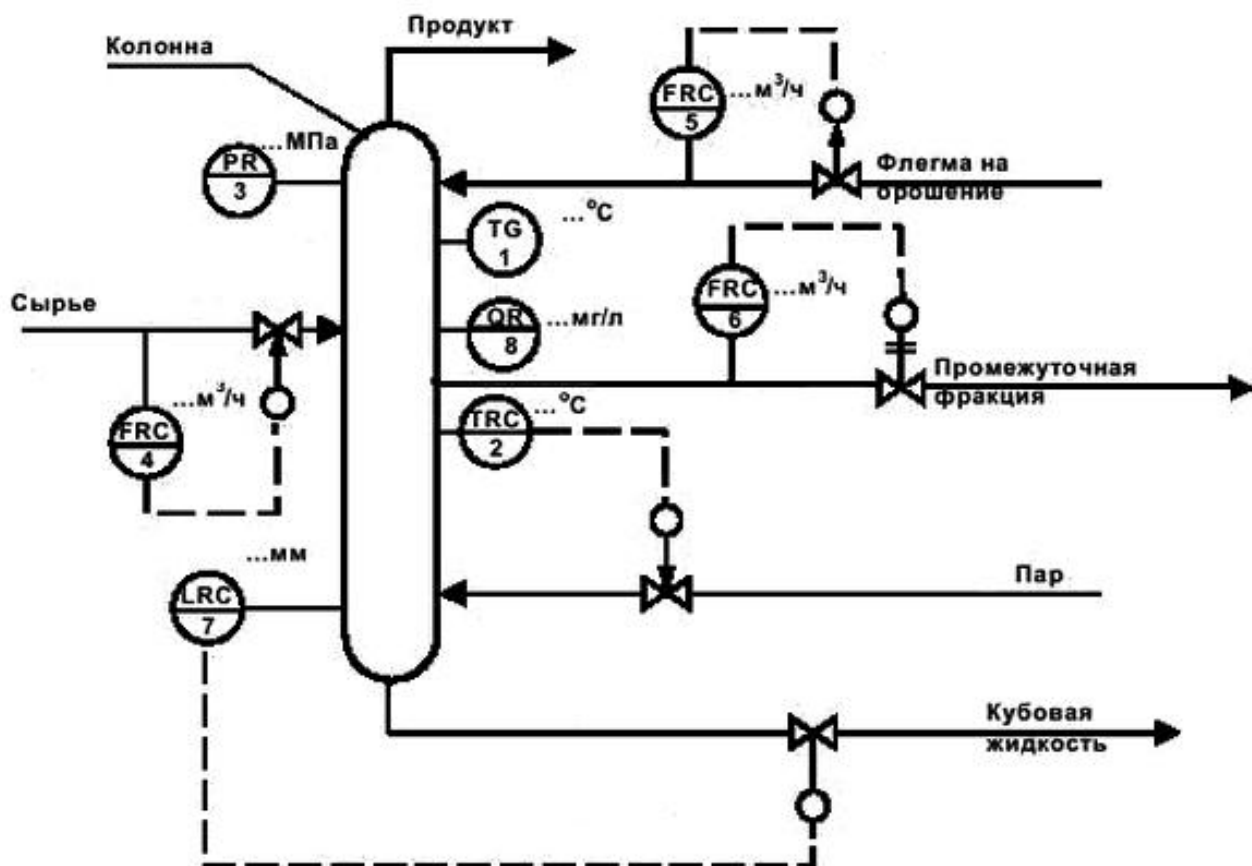 Продукт
Колонна
FRC
5
...м³/ч
...МПа
PR
3
Флегма на
орошение
...°С
TG
1
FRC
6
...м³/ч
Сырье
QR
8
...мг/л
Промежуточная
фракция
...м³/ч
FRC
4
...°С
TRC
2
...мм
LRC
7
Пар
Кубовая
жидкость